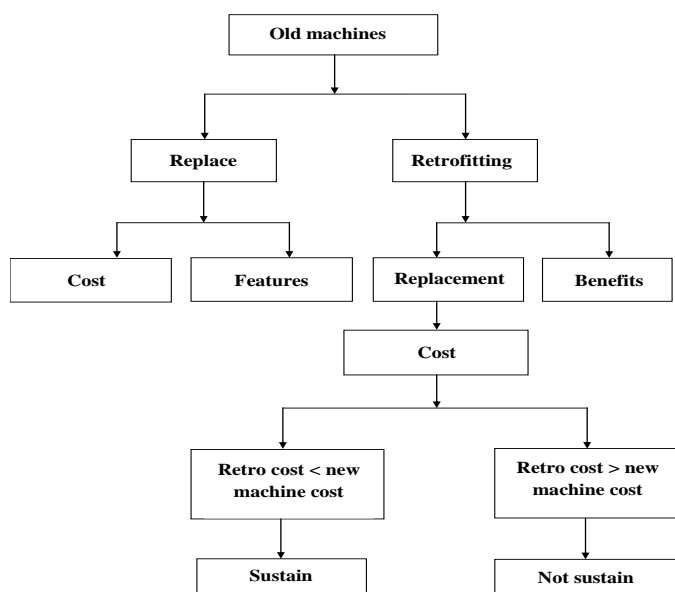 Old machines
Replace
Retrofitting
Cost
Features
Replacement
Benefits
Cost
Retro cost < new
machine cost
Retro cost > new
machine cost
Sustain
Not sustain